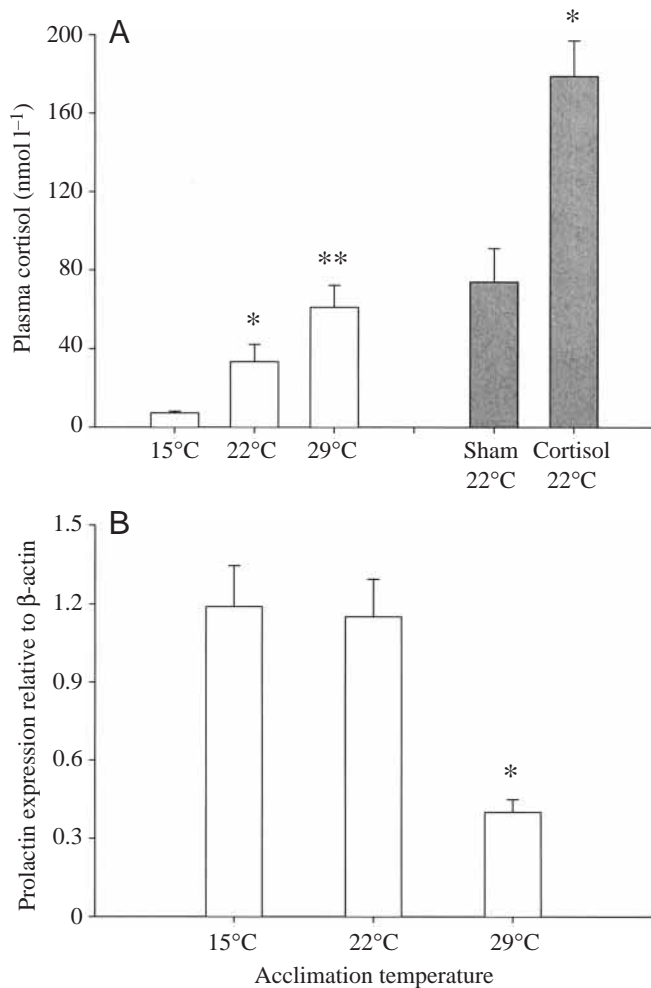 A
200
160
120
80
40
0
Plasma cortisol (nmol l⁻¹)
*
**
*
15°C 22°C 29°C Sham Cortisol
22°C 22°C
B
1.5
1.2
0.9
0.6
0.3
0
Prolactin expression relative to β-actin
*
15°C 22°C 29°C
Acclimation temperature